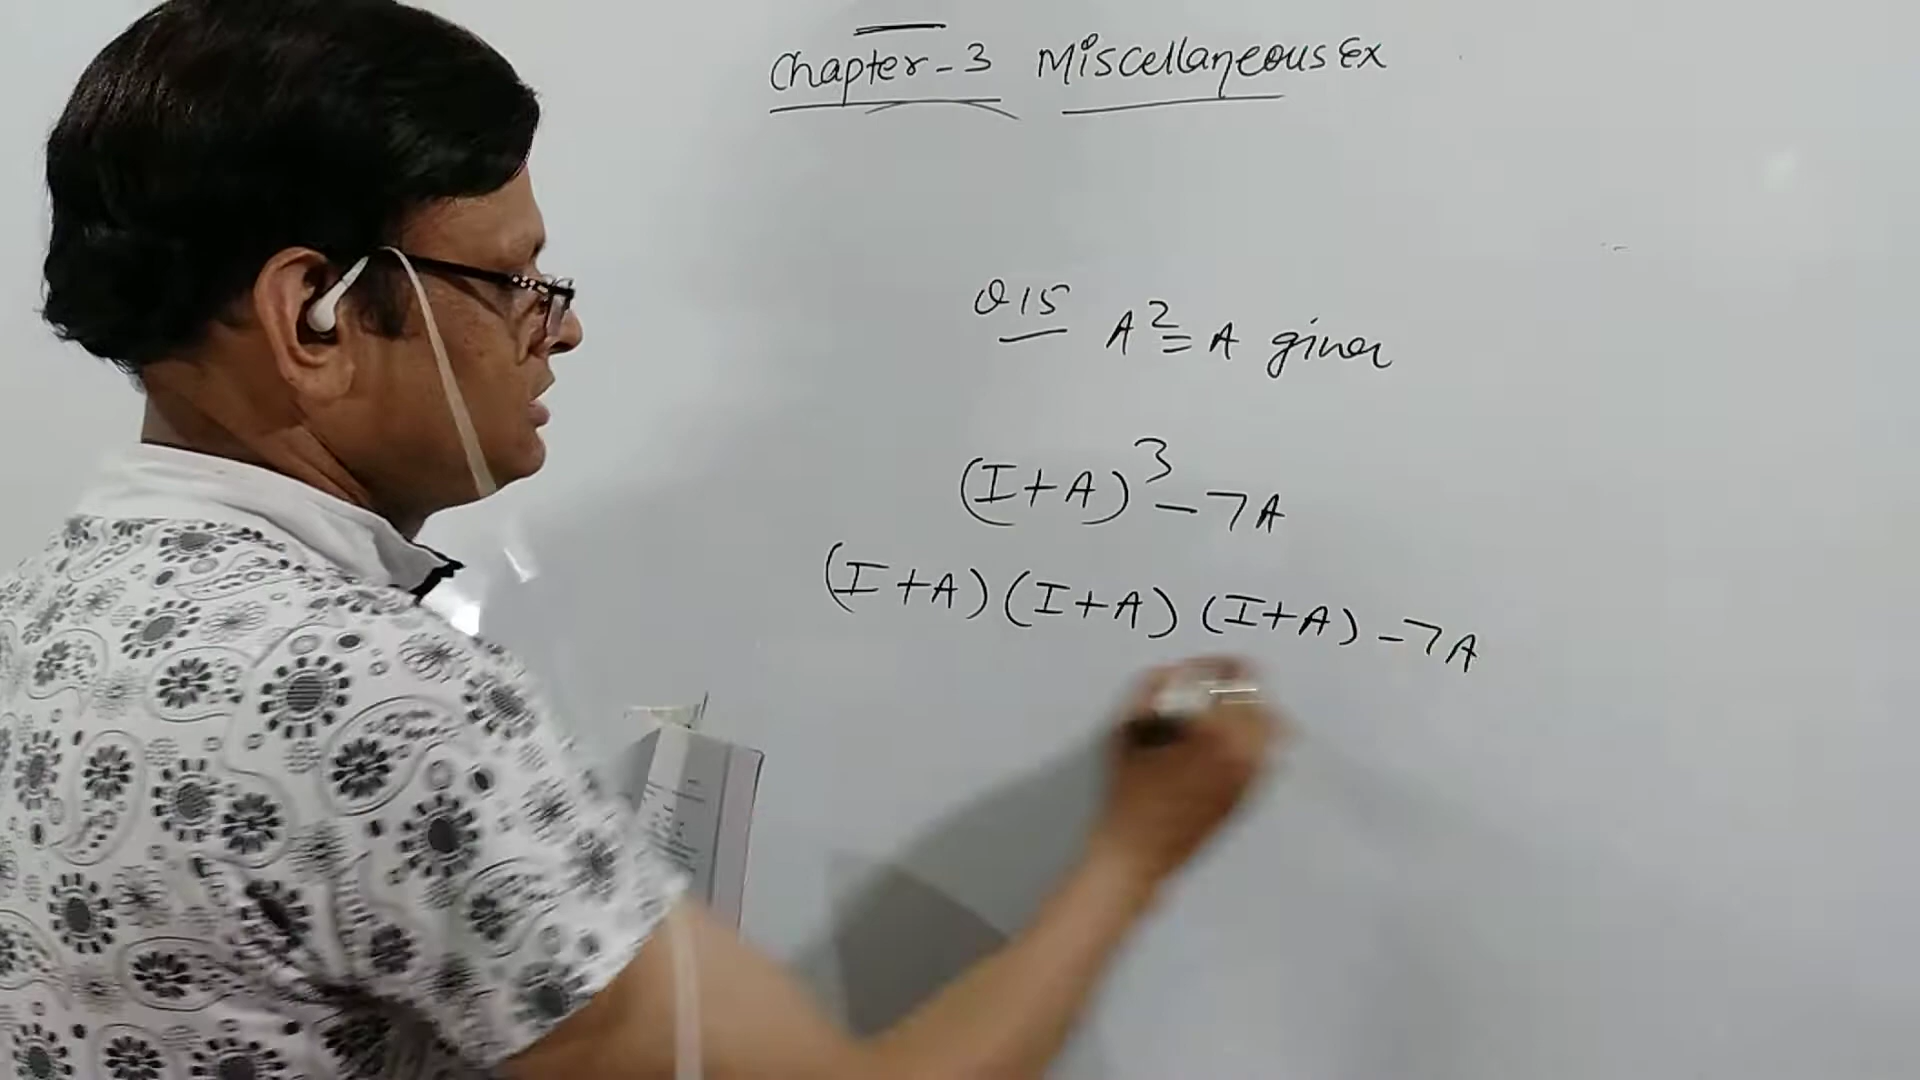 Chapter-3 Miscellaneous Ex
Q15 A² = A given
(I+A)³ - 7A
(I+A) (I+A) (I+A) - 7A